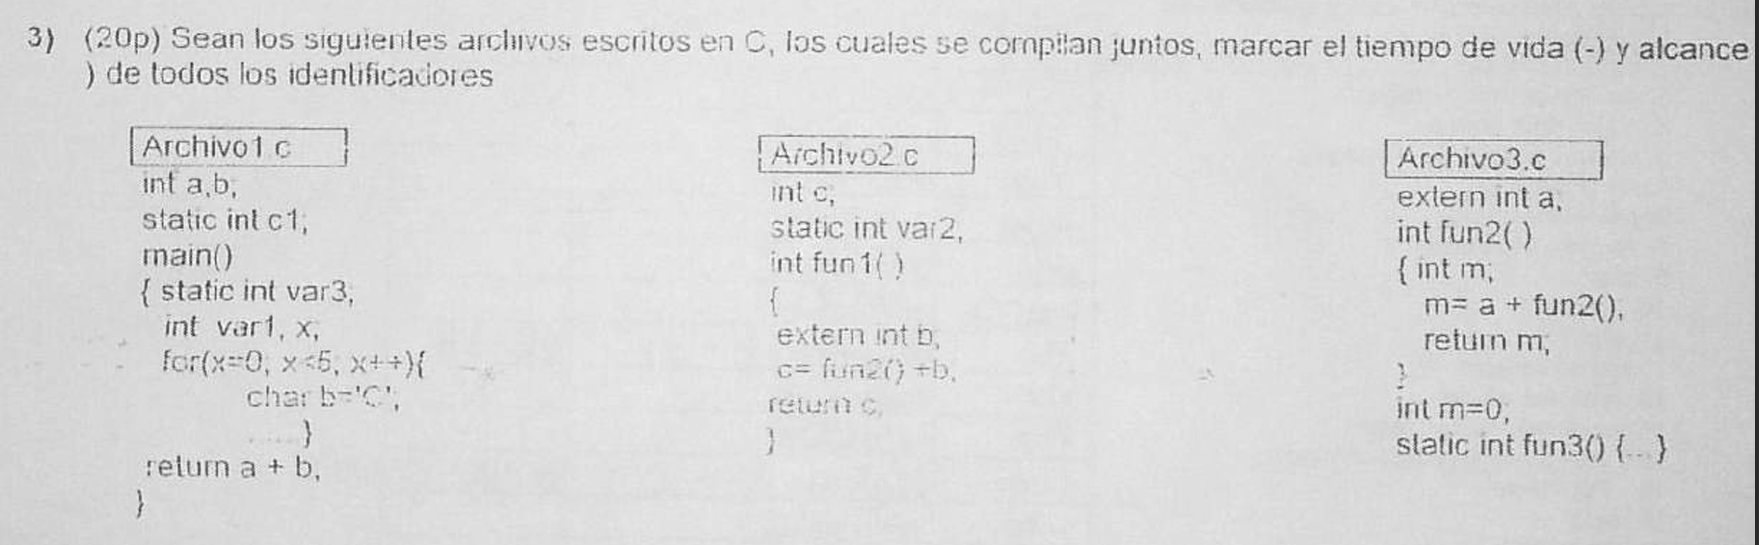 3) (20p) Sean los siguientes archivos escritos en C, los cuales se compilan juntos, marcar el tiempo de vida (-) y alcance
) de todos los identificadores
Archivo1.c
int a,b;
static int c1;
main()
{ static int var3;
int var1, x;
for(x=0; x<5; x++){
char b='C';
.....}
return a + b;
}
Archivo2.c
int c;
static int var2;
int fun1( )
{
extern int b;
c= fun2() +b;
return c;
}
Archivo3.c
extern int a;
int fun2( )
{ int m;
m= a + fun2();
return m;
}
int m=0;
static int fun3() {...}